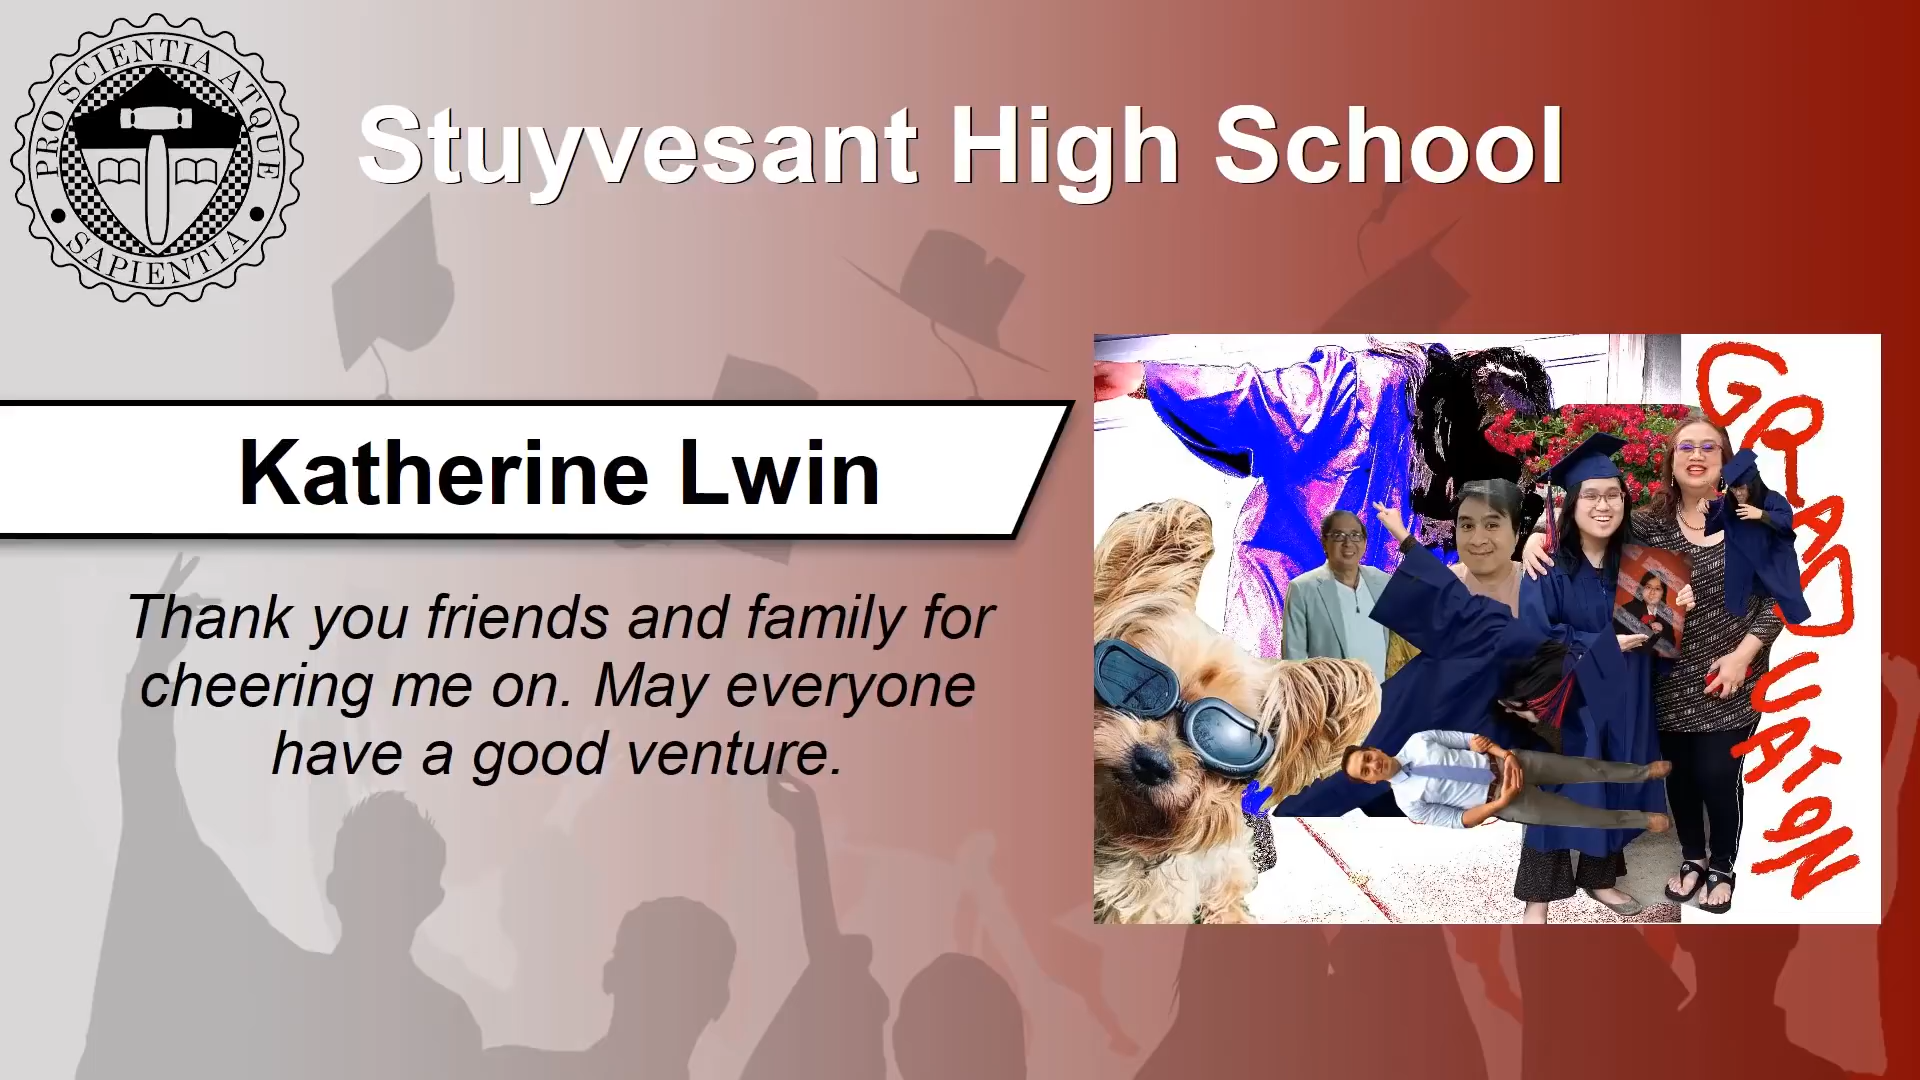 PRO SCIENTIA ATQUE
SAPIENTIA
Stuyvesant High School
Katherine Lwin
Thank you friends and family for
cheering me on. May everyone
have a good venture.
GRADUATON